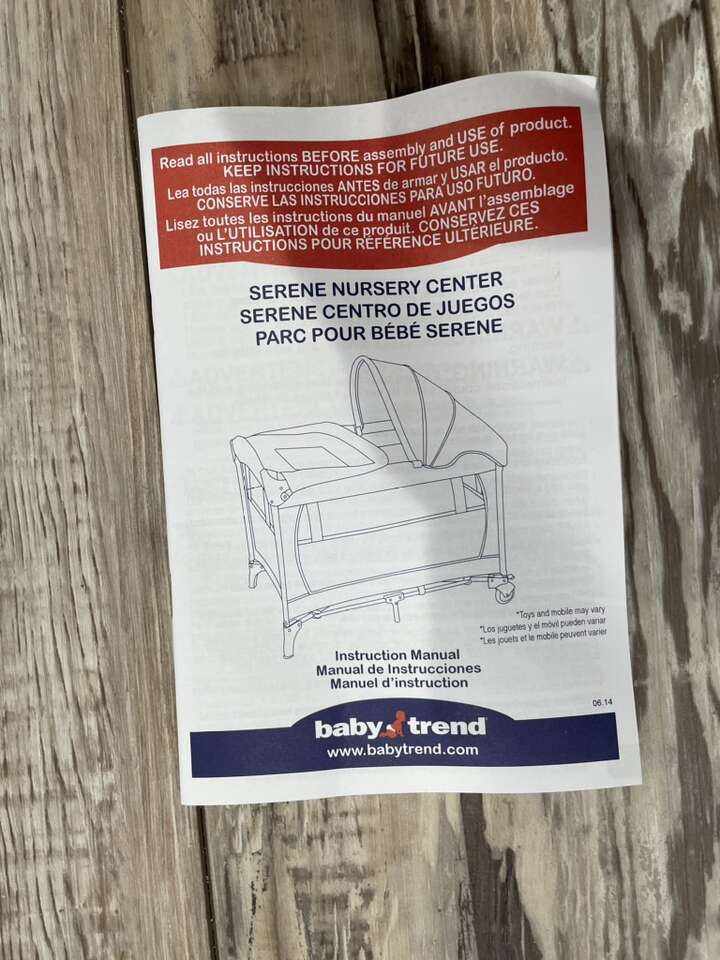 Read all instructions BEFORE assembly and USE of product.
KEEP INSTRUCTIONS FOR FUTURE USE.
Lea todas las instrucciones ANTES de armar y USAR el producto.
CONSERVE LAS INSTRUCCIONES PARA USO FUTURO.
Lisez toutes les instructions du manuel AVANT l'assemblage
ou L'UTILISATION de ce produit. CONSERVEZ CES
INSTRUCTIONS POUR RÉFÉRENCE ULTÉRIEURE.
SERENE NURSERY CENTER
SERENE CENTRO DE JUEGOS
PARC POUR BÉBÉ SERENE
*Toys and mobile may vary
*Los juguetes y el móvil pueden variar
*Les jouets et le mobile peuvent varier
Instruction Manual
Manual de Instrucciones
Manuel d'instruction
06.14
baby trend
www.babytrend.com